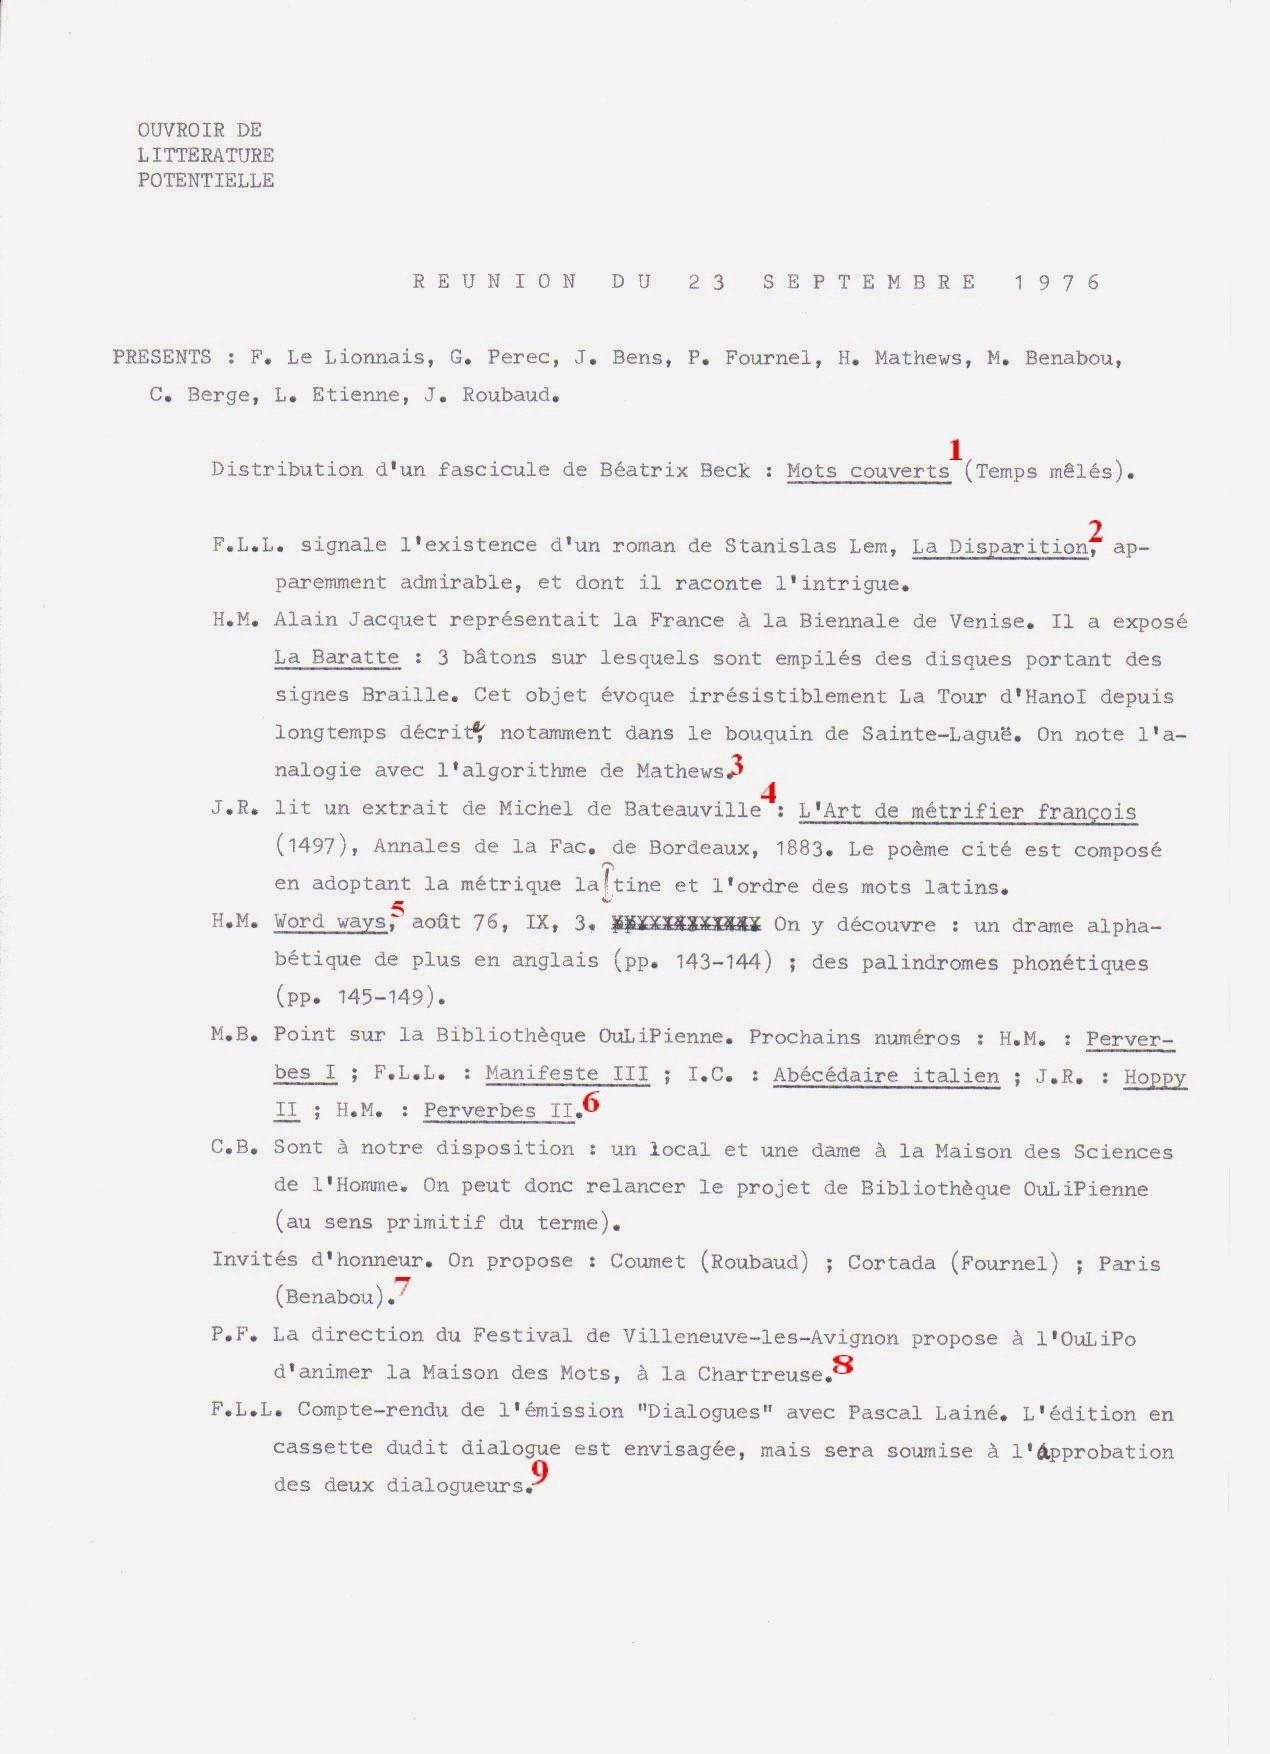 OUVROIR DE
LITTERATURE
POTENTIELLE
REUNION DU 23 SEPTEMBRE 1976
PRESENTS : F. Le Lionnais, G. Perec, J. Bens, P. Fournel, H. Mathews, M. Benabou,
C. Berge, L. Etienne, J. Roubaud.
Distribution d'un fascicule de Béatrix Beck : Mots couverts 1 (Temps mêlés).
F.L.L. signale l'existence d'un roman de Stanislas Lem, La Disparition, 2 ap-
paremment admirable, et dont il raconte l'intrigue.
H.M. Alain Jacquet représentait la France à la Biennale de Venise. Il a exposé
La Baratte : 3 bâtons sur lesquels sont empilés des disques portant des
signes Braille. Cet objet évoque irrésistiblement La Tour d'HanoI depuis
longtemps décrite, notamment dans le bouquin de Sainte-Laguë. On note l'a-
nalogie avec l'algorithme de Mathews. 3
J.R. lit un extrait de Michel de Bateauville 4 : L'Art de métrifier françois
(1497), Annales de la Fac. de Bordeaux, 1883. Le poème cité est composé
en adoptant la métrique latine et l'ordre des mots latins.
H.M. Word ways, 5 août 76, IX, 3. On y découvre : un drame alpha-
bétique de plus en anglais (pp. 143-144) ; des palindromes phonétiques
(pp. 145-149).
M.B. Point sur la Bibliothèque OuLiPienne. Prochains numéros : H.M. : Perver-
bes I ; F.L.L. : Manifeste III ; I.C. : Abécédaire italien ; J.R. : Hoppy
II ; H.M. : Perverbes II. 6
C.B. Sont à notre disposition : un local et une dame à la Maison des Sciences
de l'Homme. On peut donc relancer le projet de Bibliothèque OuLiPienne
(au sens primitif du terme).
Invités d'honneur. On propose : Coumet (Roubaud) ; Cortada (Fournel) ; Paris
(Benabou). 7
P.F. La direction du Festival de Villeneuve-les-Avignon propose à l'OuLiPo
d'animer la Maison des Mots, à la Chartreuse. 8
F.L.L. Compte-rendu de l'émission "Dialogues" avec Pascal Lainé. L'édition en
cassette dudit dialogue est envisagée, mais sera soumise à l'approbation
des deux dialogueurs. 9